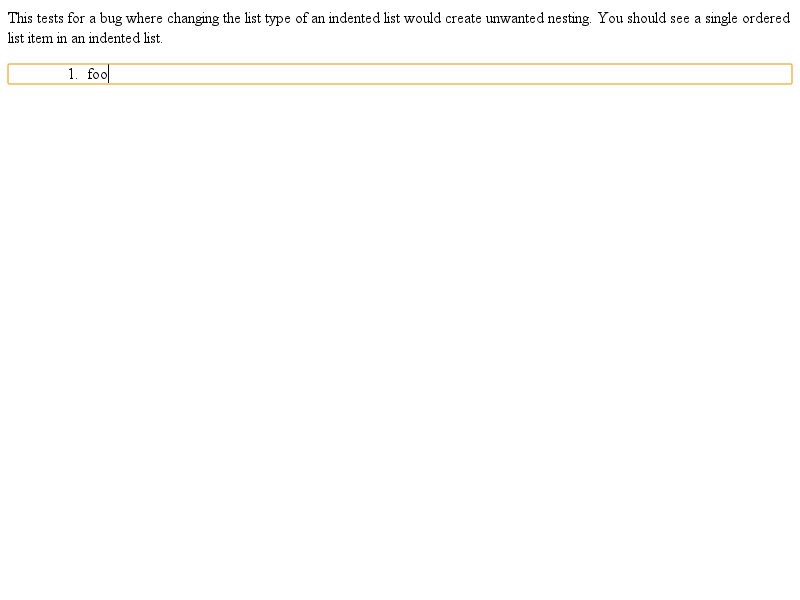 This tests for a bug where changing the list type of an indented list would create unwanted nesting. You should see a single ordered
list item in an indented list.
1. foo